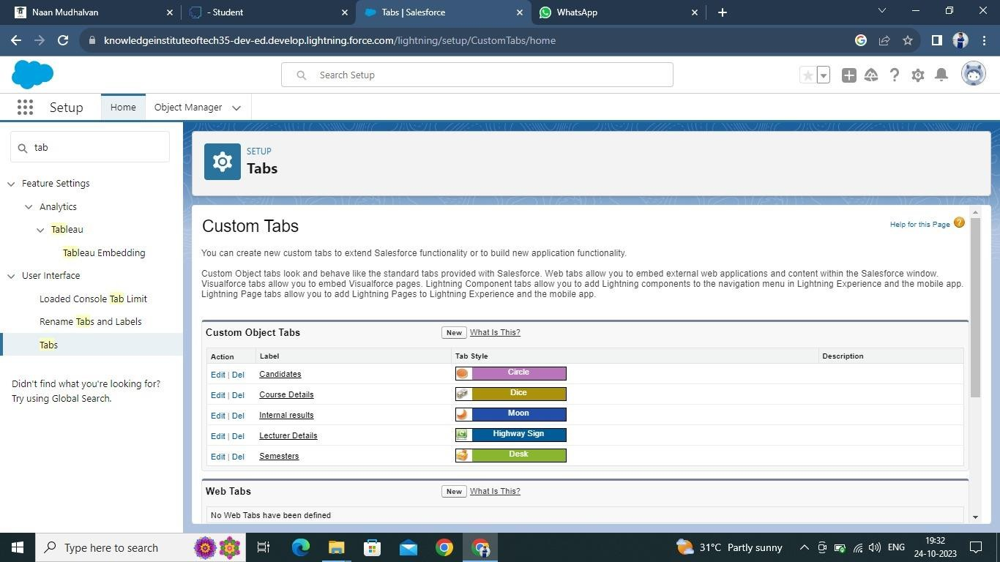 Naan Mudhalvan
- Student
Tabs | Salesforce
WhatsApp
knowledgeinstituteoftech35-dev-ed.develop.lightning.force.com/lightning/setup/CustomTabs/home
Search Setup
Setup
Home
Object Manager
tab
Feature Settings
Analytics
Tableau
Tableau Embedding
User Interface
Loaded Console Tab Limit
Rename Tabs and Labels
Tabs
Didn't find what you're looking for?
Try using Global Search.
SETUP
Tabs
Custom Tabs
Help for this Page ?
You can create new custom tabs to extend Salesforce functionality or to build new application functionality.
Custom Object tabs look and behave like the standard tabs provided with Salesforce. Web tabs allow you to embed external web applications and content within the Salesforce window.
Visualforce tabs allow you to embed Visualforce pages. Lightning Component tabs allow you to add Lightning components to the navigation menu in Lightning Experience and the mobile app.
Lightning Page tabs allow you to add Lightning Pages to Lightning Experience and the mobile app.
Custom Object Tabs New What Is This?
Action Label Tab Style Description
Edit | Del Candidates Circle
Edit | Del Course Details Dice
Edit | Del Internal results Moon
Edit | Del Lecturer Details Highway Sign
Edit | Del Semesters Desk
Web Tabs New What Is This?
No Web Tabs have been defined
Type here to search
31°C Partly sunny
ENG
19:32
24-10-2023